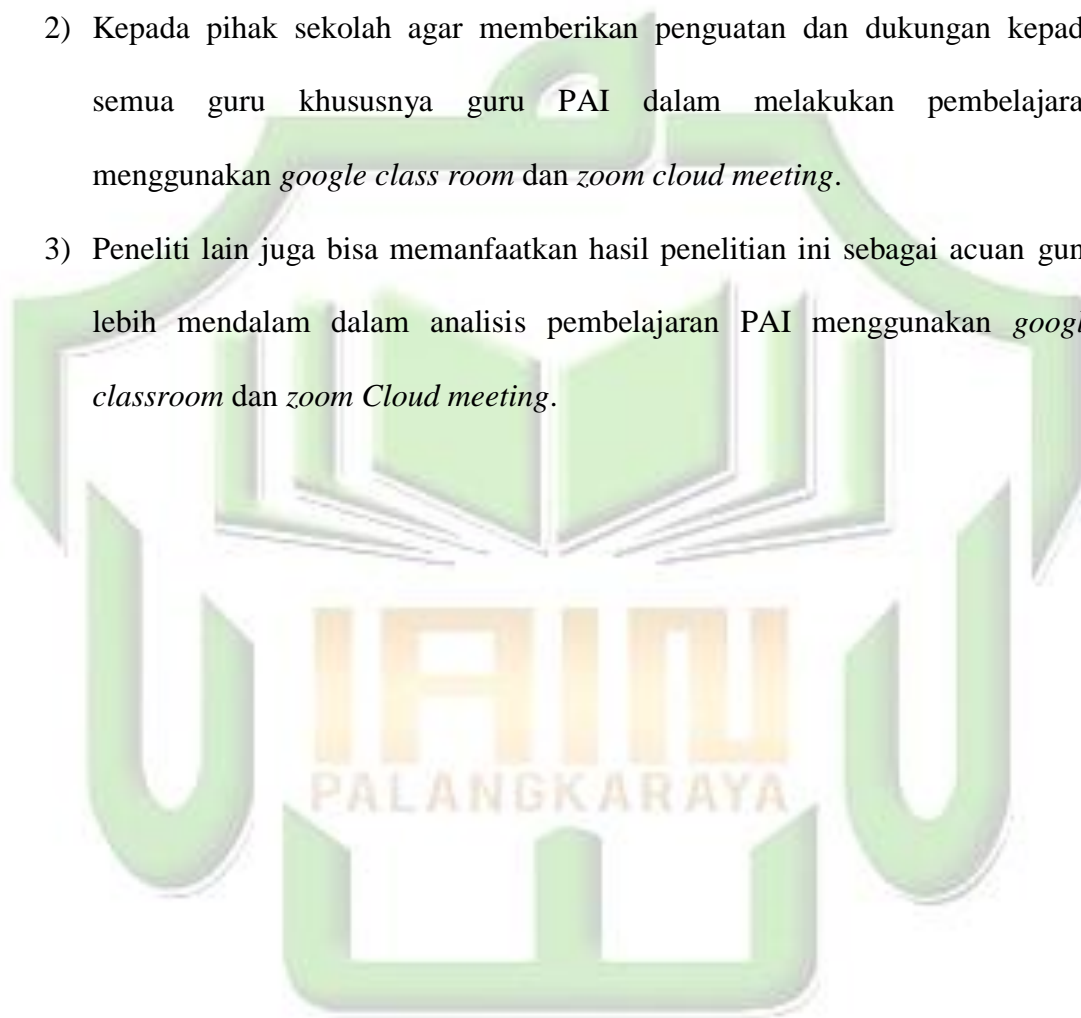 2) Kepada pihak sekolah agar memberikan penguatan dan dukungan kepad
semua guru khususnya guru PAI dalam melakukan pembelajara
menggunakan google class room dan zoom cloud meeting.
3) Peneliti lain juga bisa memanfaatkan hasil penelitian ini sebagai acuan gun
lebih mendalam dalam analisis pembelajaran PAI menggunakan googl
classroom dan zoom Cloud meeting.
IAIN
PALANGKARAYA